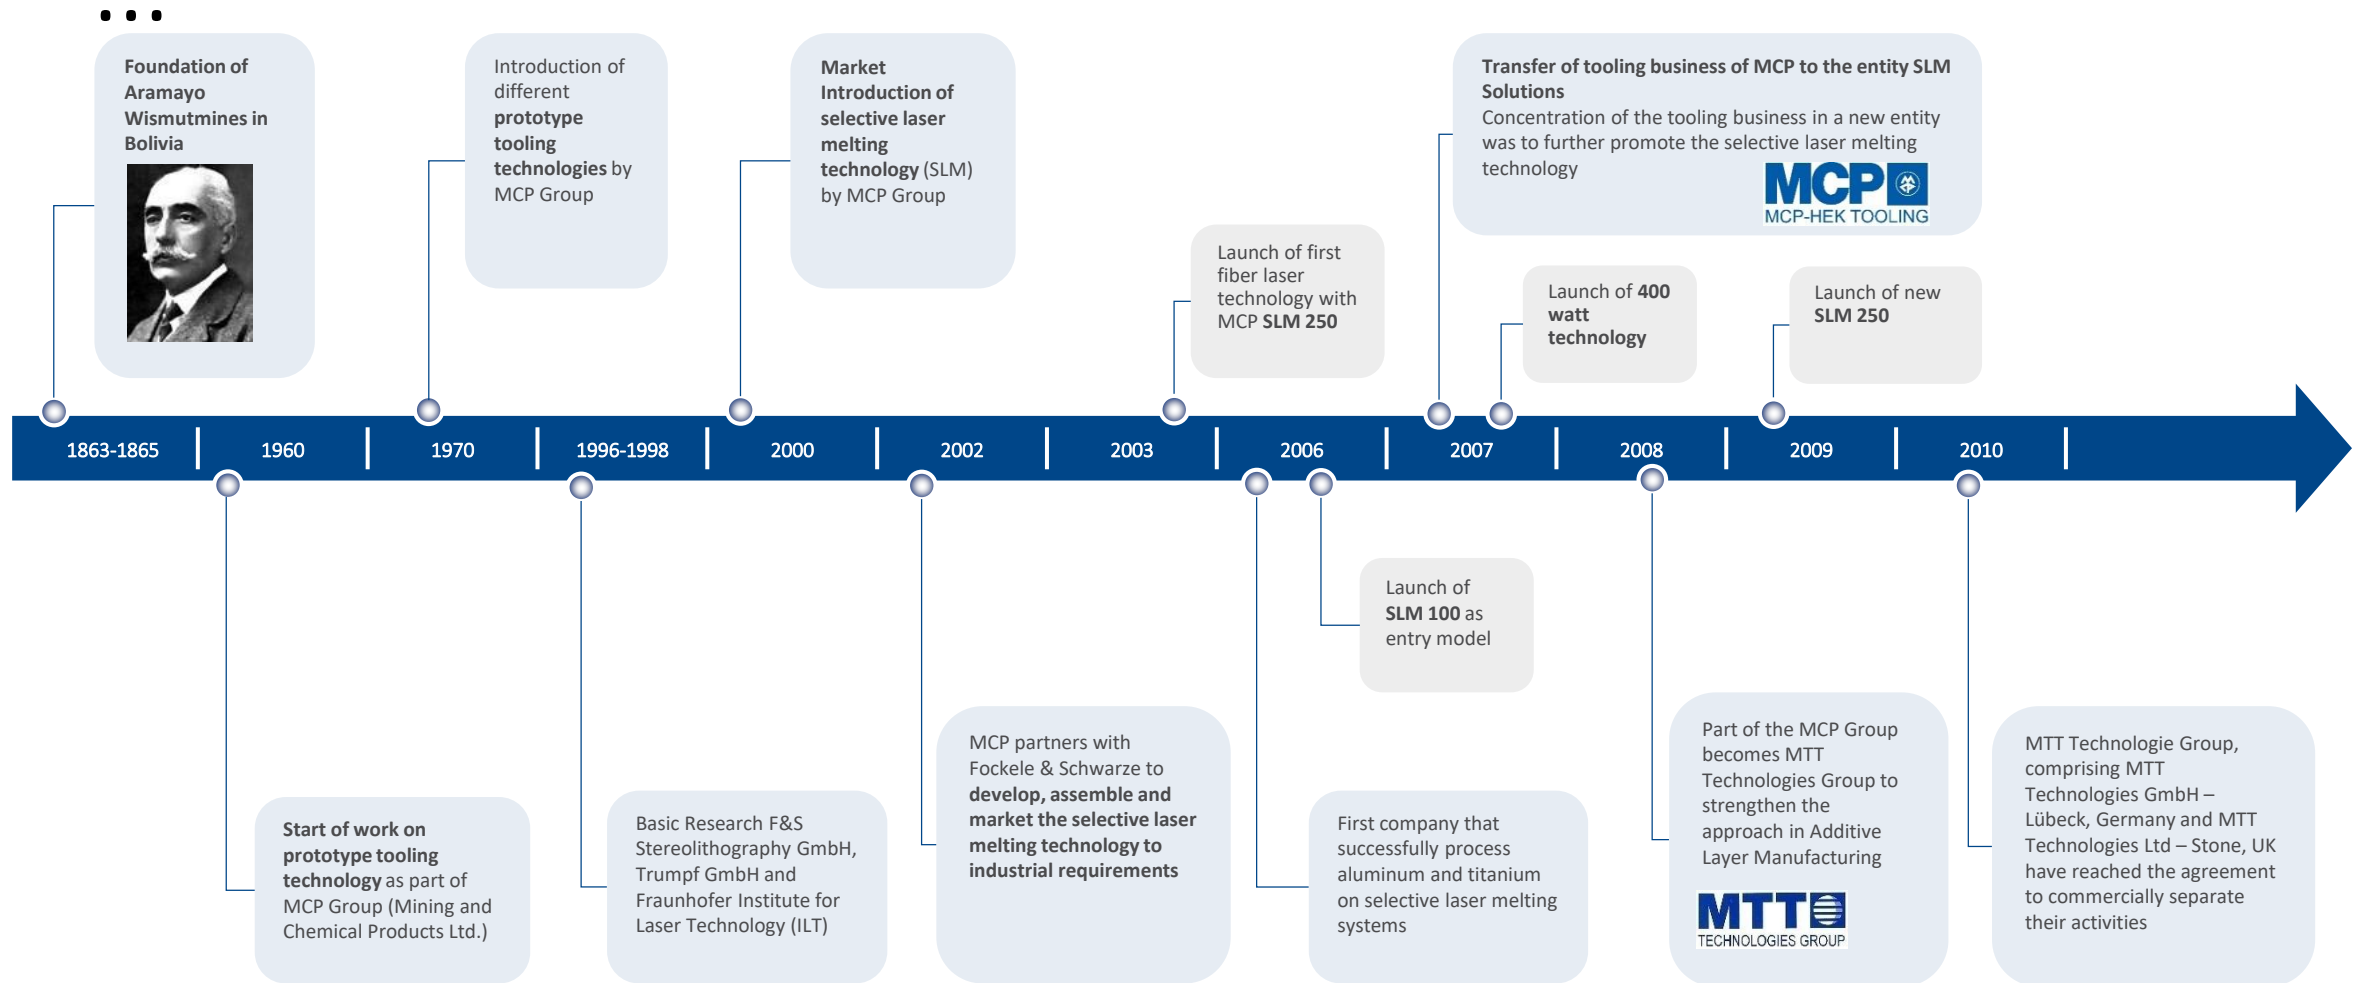 ...
Foundation of
Aramayo
Wismutmines in
Bolivia
Introduction of
different
prototype
tooling
technologies by
MCP Group
Market
Introduction of
selective laser
melting
technology (SLM)
by MCP Group
Launch of first
fiber laser
technology with
MCP SLM 250
Transfer of tooling business of MCP to the entity SLM
Solutions
Concentration of the tooling business in a new entity
was to further promote the selective laser melting
technology
MCP
MCP-HEK TOOLING
Launch of 400
watt
technology
Launch of new
SLM 250
1863-1865
1960
1970
1996-1998
2000
2002
2003
2006
2007
2008
2009
2010
Start of work on
prototype tooling
technology as part of
MCP Group (Mining and
Chemical Products Ltd.)
Basic Research F&S
Stereolithography GmbH,
Trumpf GmbH and
Fraunhofer Institute for
Laser Technology (ILT)
MCP partners with
Fockele & Schwarze to
develop, assemble and
market the selective laser
melting technology to
industrial requirements
First company that
successfully process
aluminum and titanium
on selective laser melting
systems
Launch of
SLM 100 as
entry model
Part of the MCP Group
becomes MTT
Technologies Group to
strengthen the
approach in Additive
Layer Manufacturing
MTT
TECHNOLOGIES GROUP
MTT Technologie Group,
comprising MTT
Technologies GmbH –
Lübeck, Germany and MTT
Technologies Ltd – Stone, UK
have reached the agreement
to commercially separate
their activities